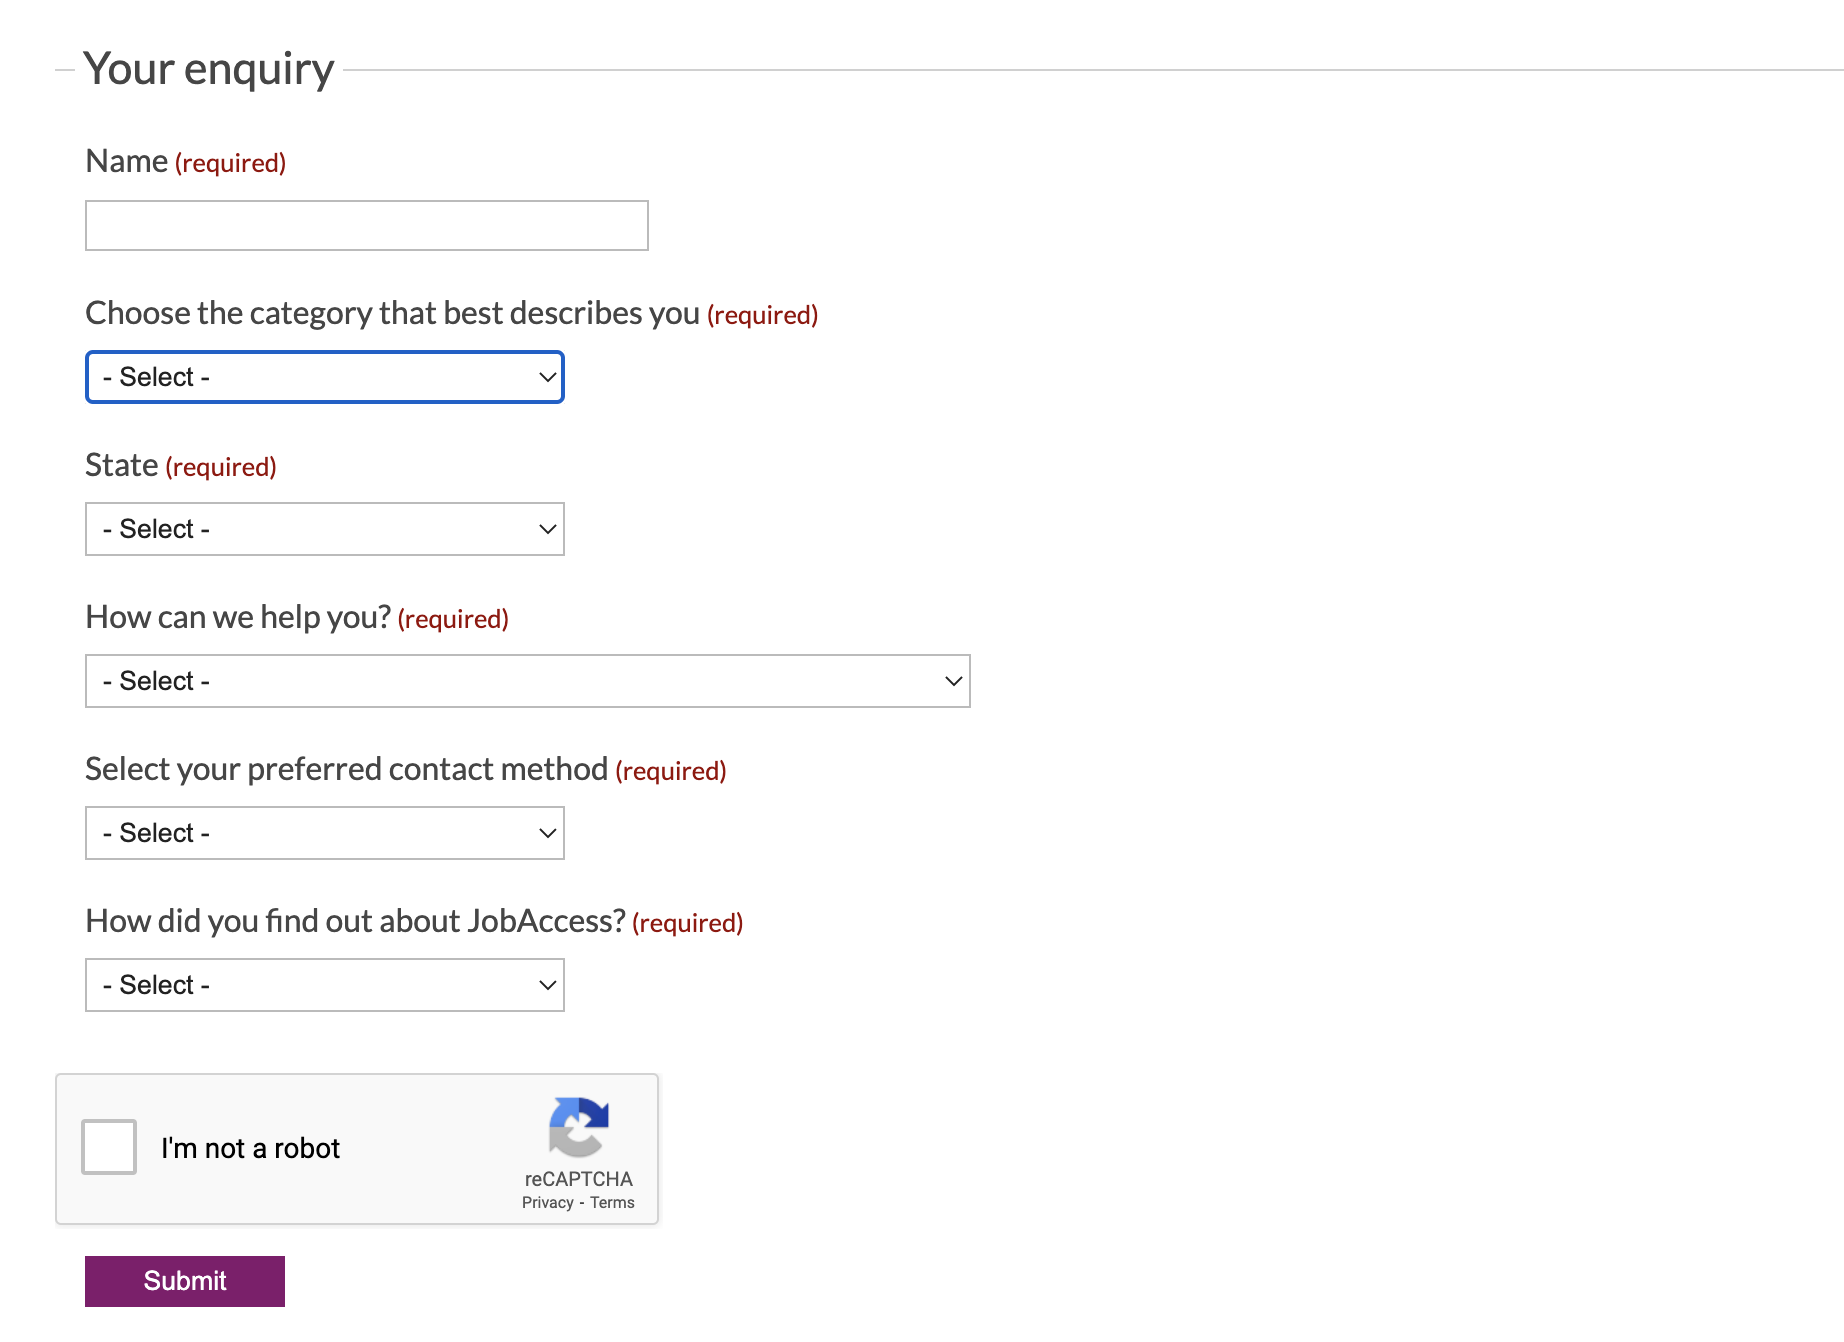 Your enquiry
Name (required)
Choose the category that best describes you (required)
- Select -
State (required)
- Select -
How can we help you? (required)
- Select -
Select your preferred contact method (required)
- Select -
How did you find out about JobAccess? (required)
- Select -
I'm not a robot
reCAPTCHA
Privacy - Terms
Submit